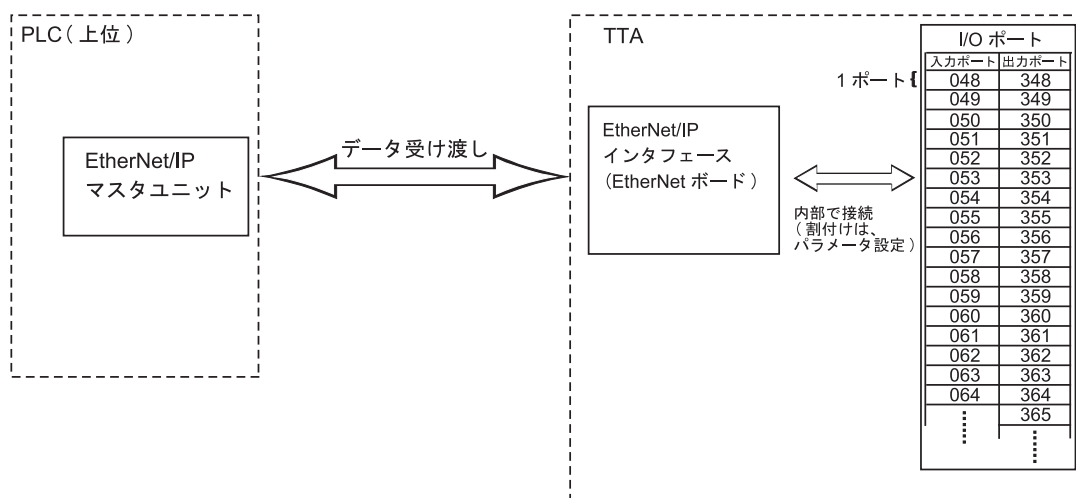 PLC(上位)
EtherNet/IP
マスタユニット
データ受け渡し
TTA
EtherNet/IP
インタフェース
(EtherNet ボード)
内部で接続
(割付けは、
パラメータ設定)
1 ポート{
I/O ポート
入力ポート 出力ポート
048 348
049 349
050 350
051 351
052 352
053 353
054 354
055 355
056 356
057 357
058 358
059 359
060 360
061 361
062 362
063 363
064 364
365